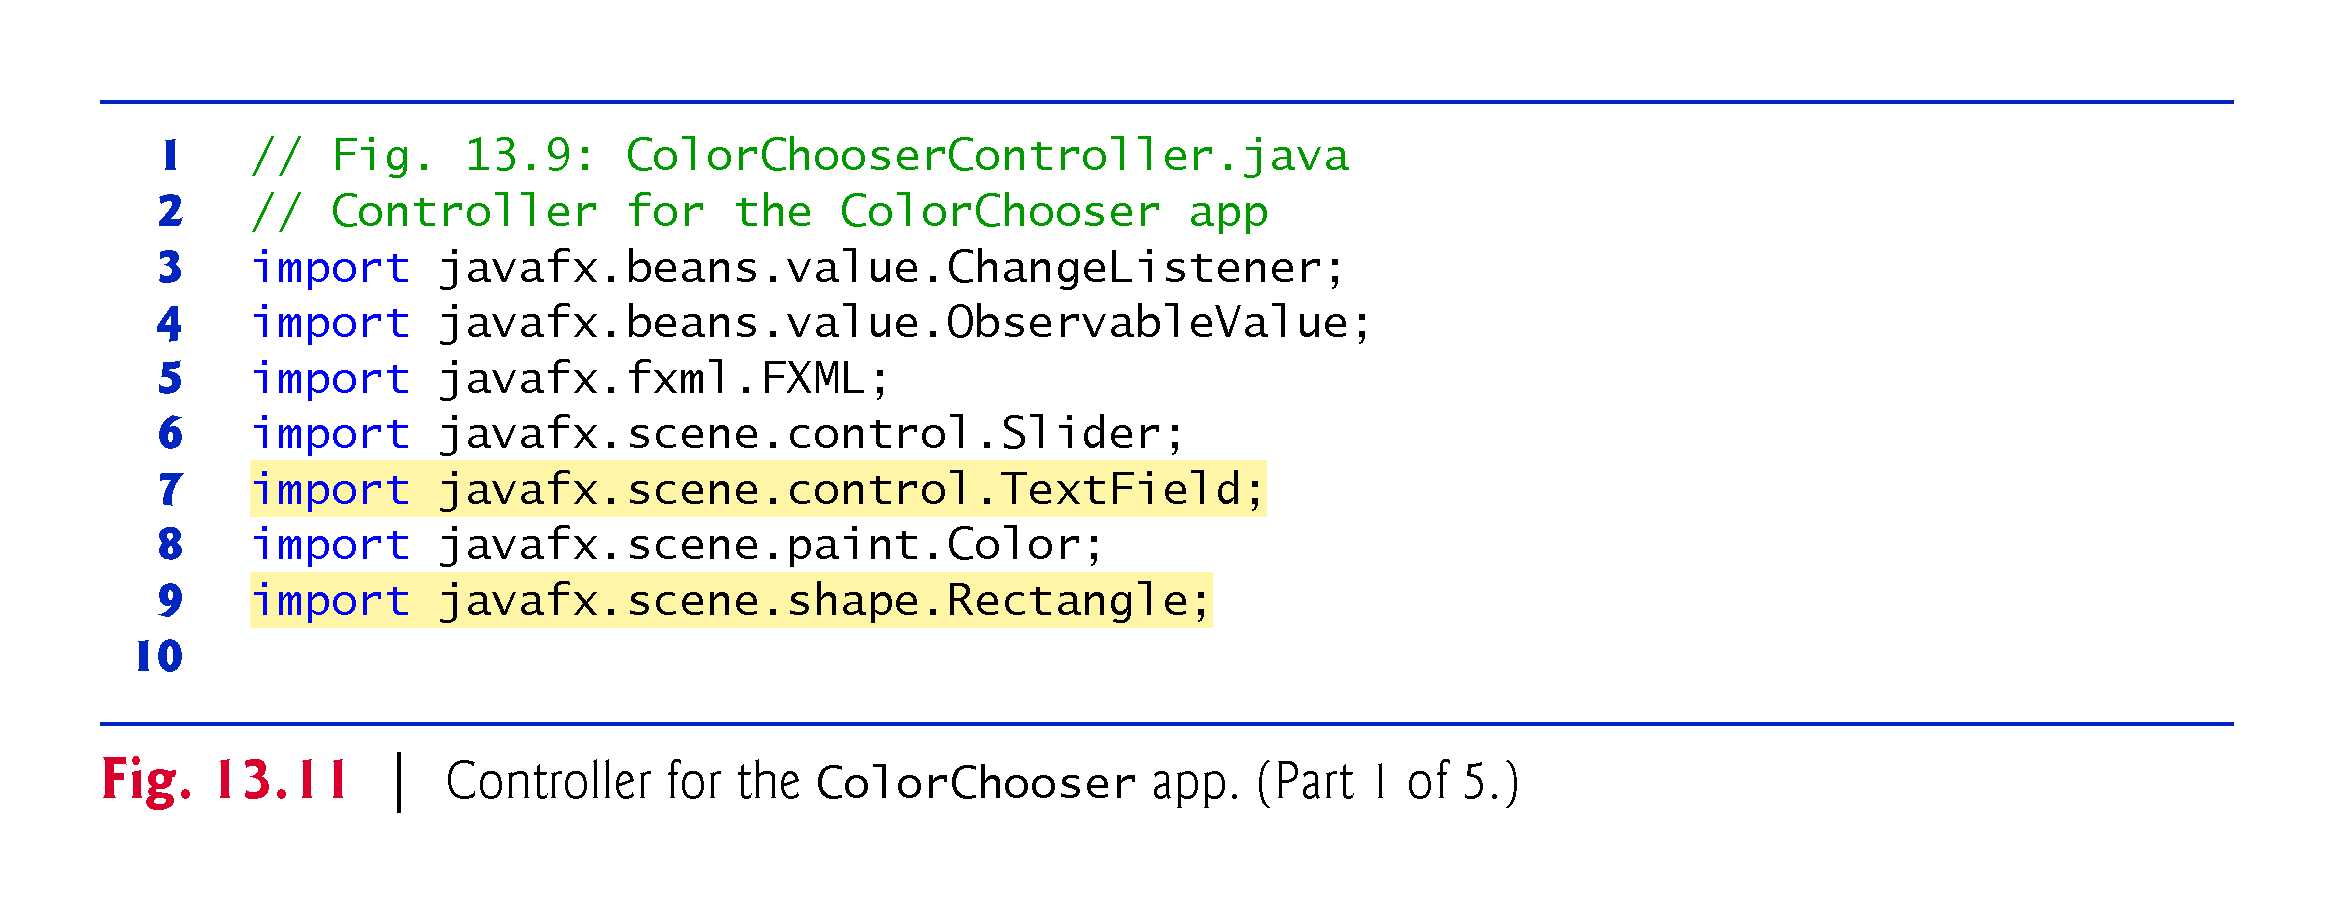 1 // Fig. 13.9: ColorChooserController.java
2 // Controller for the ColorChooser app
3 import javafx.beans.value.ChangeListener;
4 import javafx.beans.value.ObservableValue;
5 import javafx.fxml.FXML;
6 import javafx.scene.control.Slider;
7 import javafx.scene.control.TextField;
8 import javafx.scene.paint.Color;
9 import javafx.scene.shape.Rectangle;
10
Fig. 13.11 | Controller for the ColorChooser app. (Part 1 of 5.)